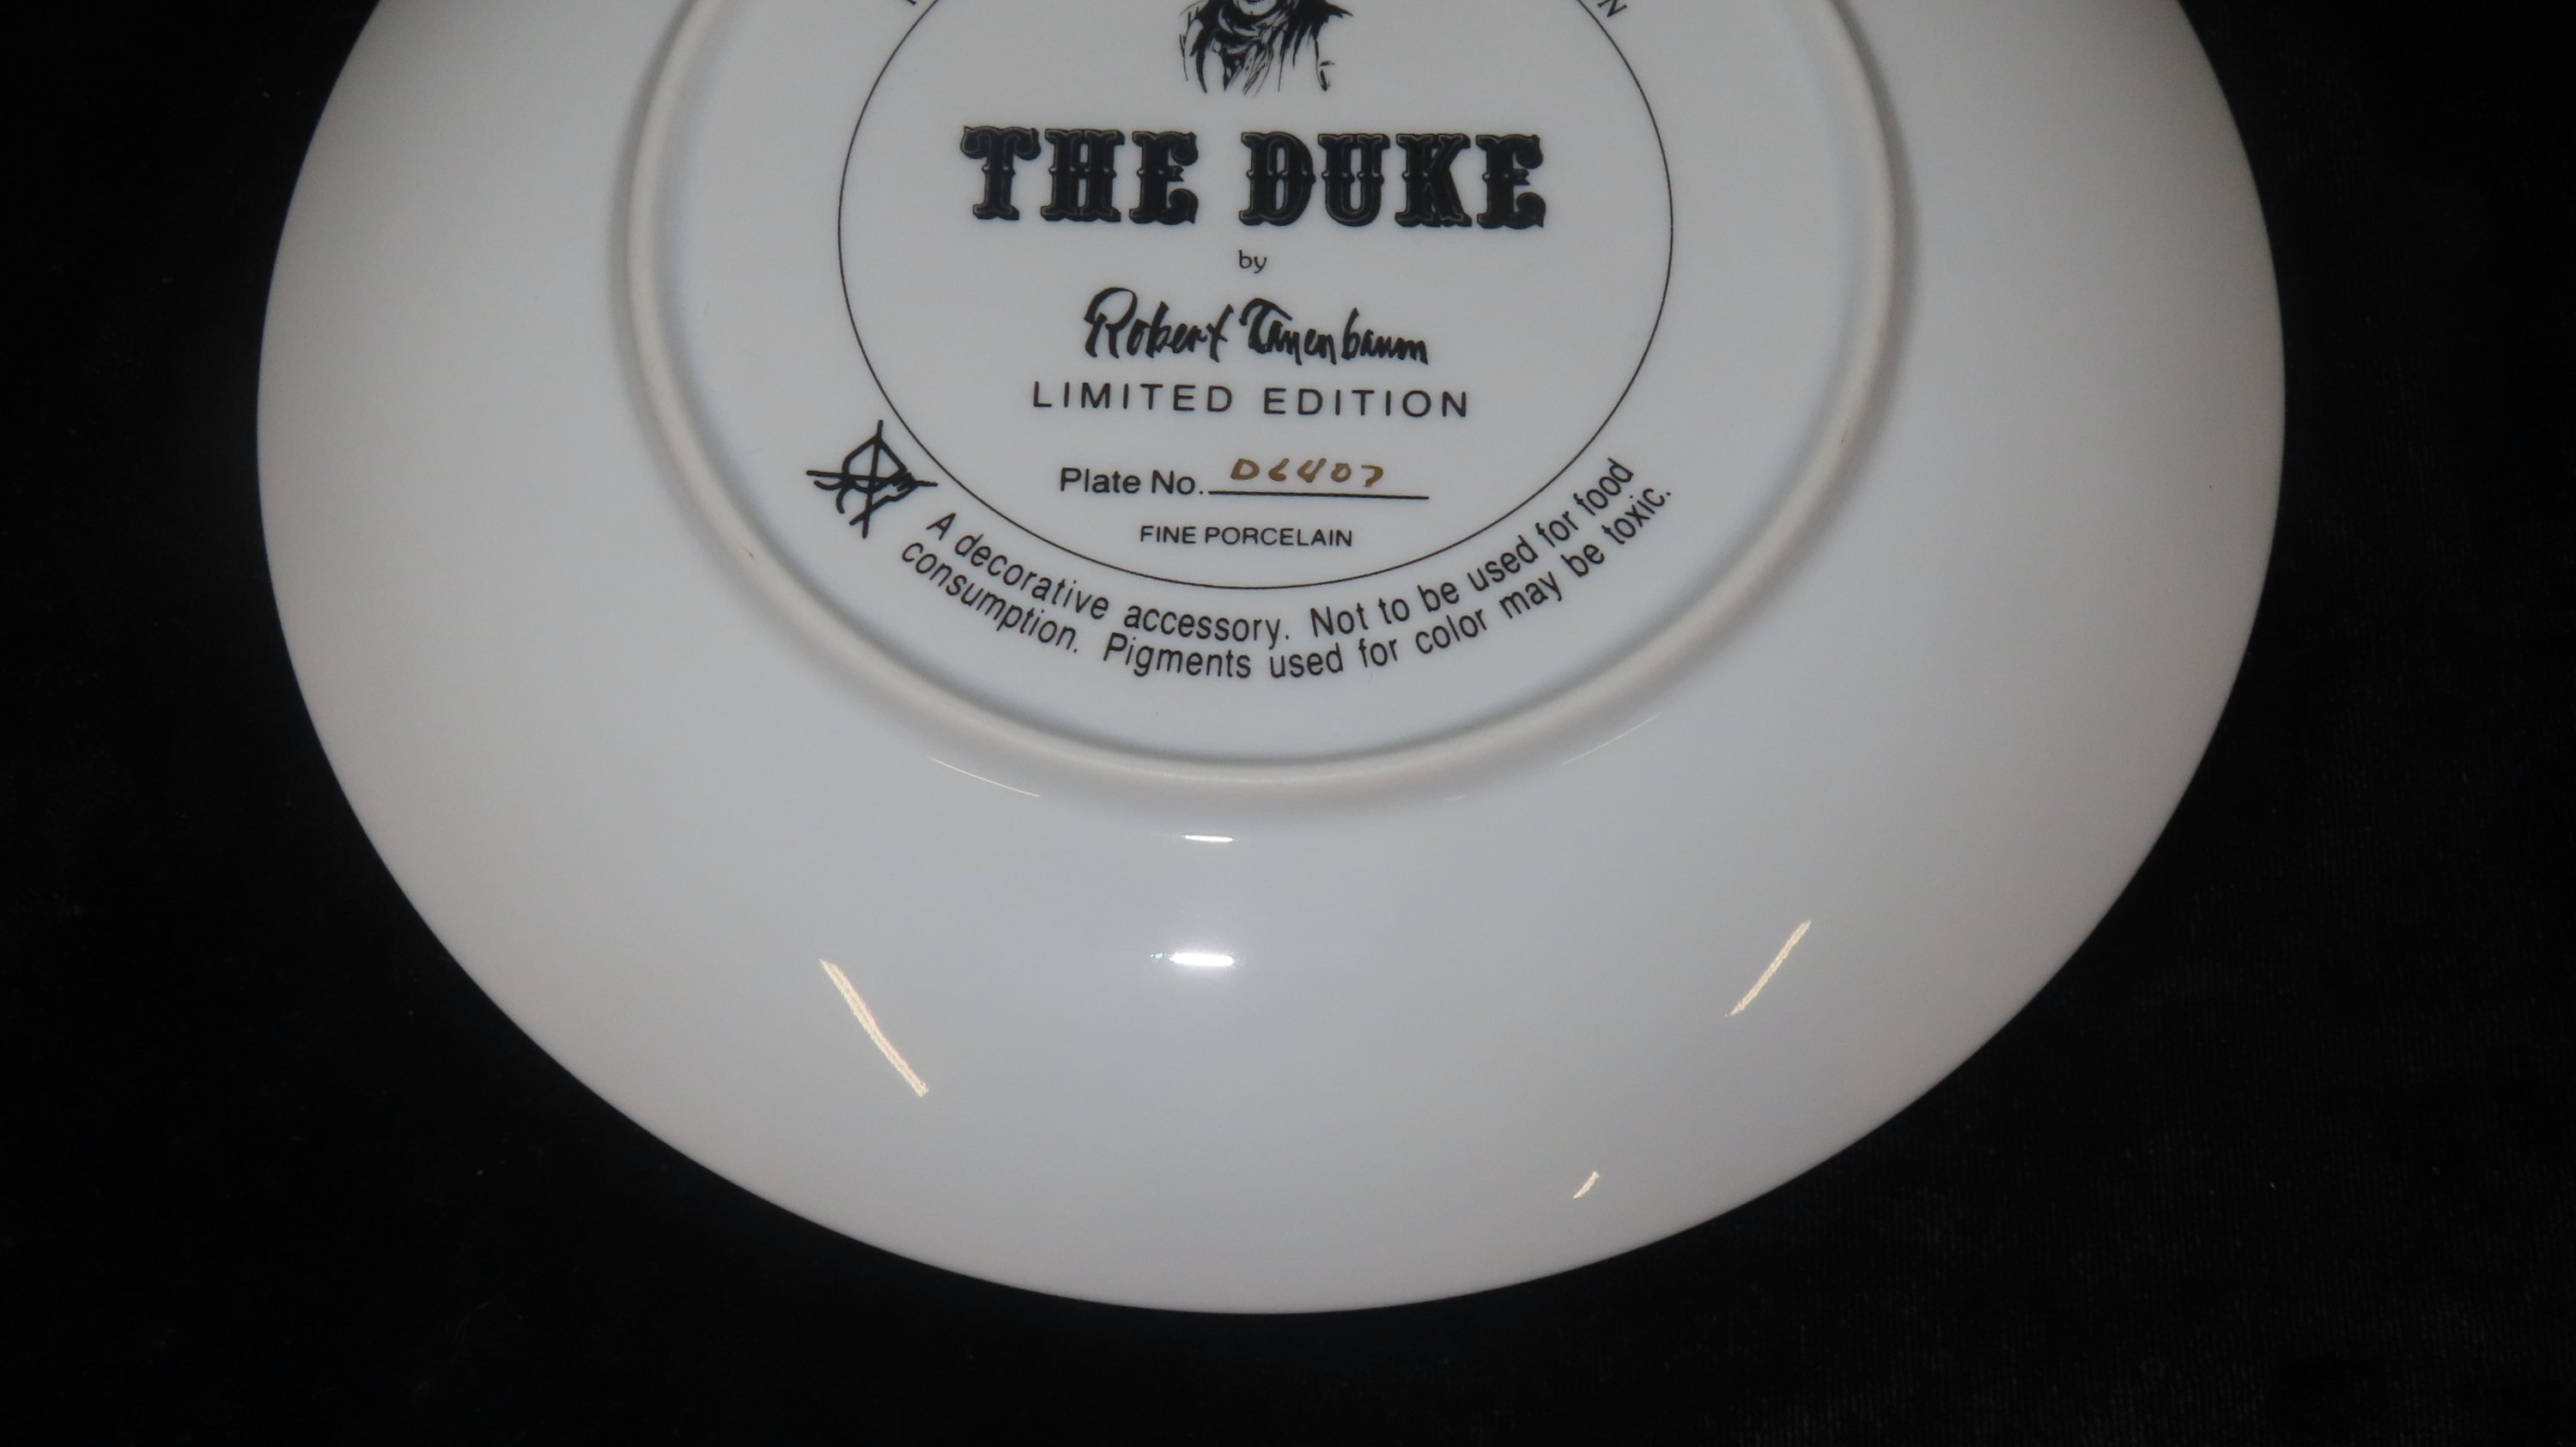 THE DUKE
by
Robert Tanenbaum
LIMITED EDITION
Plate No. D6407
FINE PORCELAIN
A decorative accessory. Not to be used for food
consumption. Pigments used for color may be toxic.